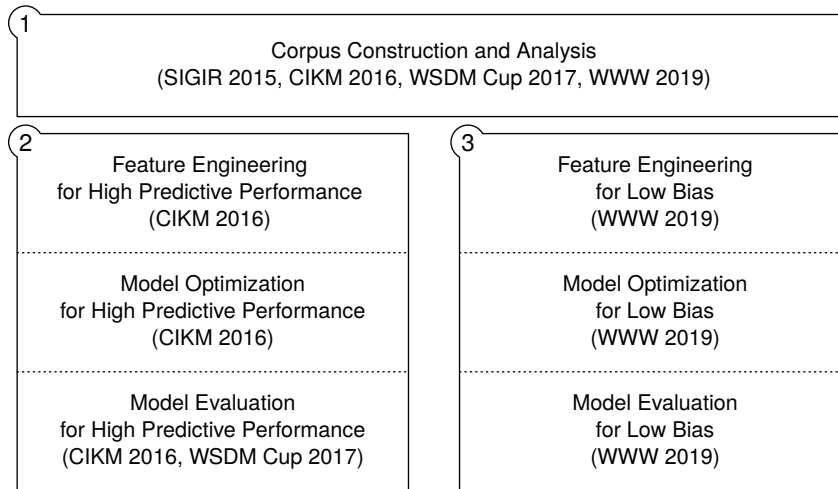 1
Corpus Construction and Analysis
(SIGIR 2015, CIKM 2016, WSDM Cup 2017, WWW 2019)
2
Feature Engineering
for High Predictive Performance
(CIKM 2016)
Model Optimization
for High Predictive Performance
(CIKM 2016)
Model Evaluation
for High Predictive Performance
(CIKM 2016, WSDM Cup 2017)
3
Feature Engineering
for Low Bias
(WWW 2019)
Model Optimization
for Low Bias
(WWW 2019)
Model Evaluation
for Low Bias
(WWW 2019)